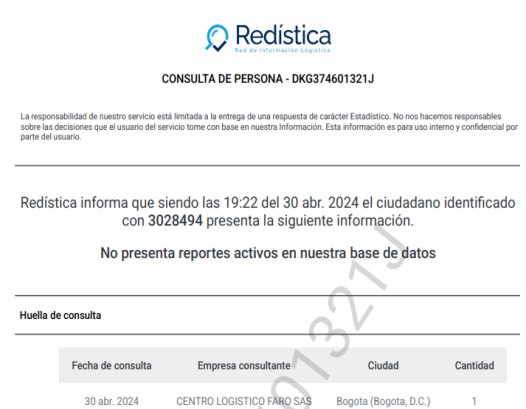 Redística
Red de Información Logística
CONSULTA DE PERSONA - DKG374601321J
La responsabilidad de nuestro servicio está limitada a la entrega de una respuesta de carácter Estadístico. No nos hacemos responsables
sobre las decisiones que el usuario del servicio tome con base en nuestra Información. Esta información es para uso interno y confidencial por
parte del usuario.
Redística informa que siendo las 19:22 del 30 abr. 2024 el ciudadano identificado
con 3028494 presenta la siguiente información.
No presenta reportes activos en nuestra base de datos
Huella de consulta
Fecha de consulta Empresa consultante Ciudad Cantidad
30 abr. 2024 CENTRO LOGISTICO FARO SAS Bogota (Bogota, D.C.) 1